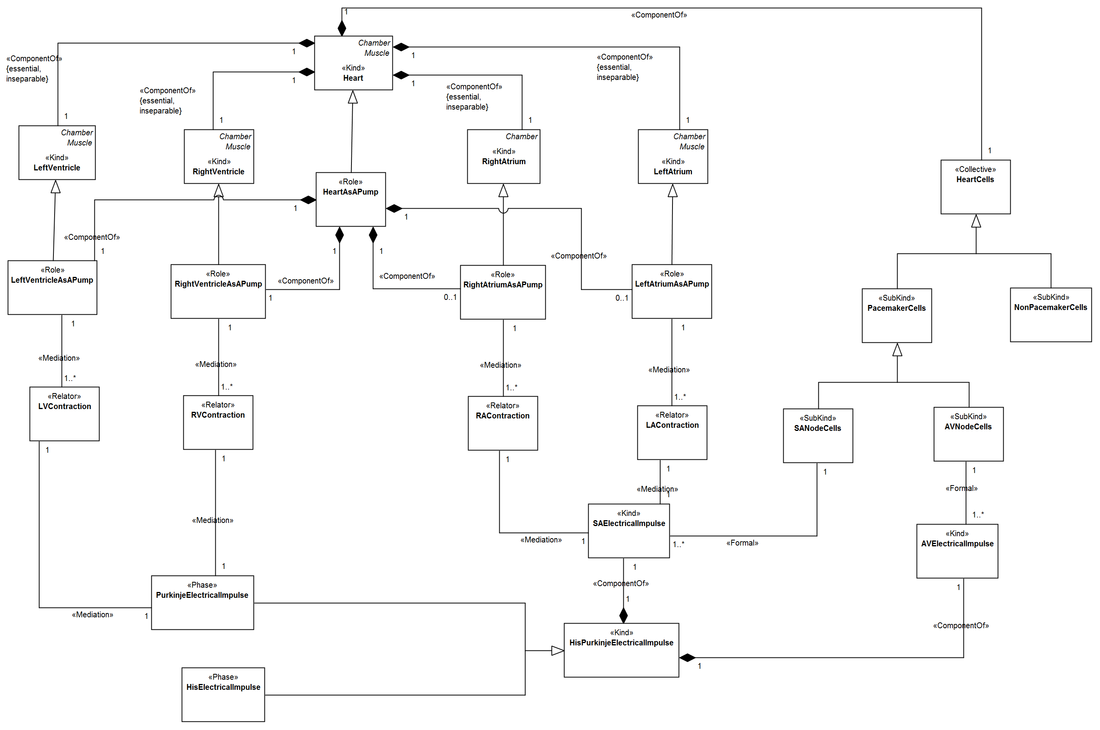 1
«ComponentOf»
Chamber
Muscle
«Kind»
Heart
1
1
1
1
«ComponentOf»
{essential,
inseparable}
1
«ComponentOf»
{essential,
inseparable}
1
«ComponentOf»
{essential,
inseparable}
1
«ComponentOf»
{essential,
inseparable}
1
1
Chamber
Muscle
«Kind»
LeftVentricle
Chamber
Muscle
«Kind»
RightVentricle
Chamber
«Kind»
RightAtrium
Chamber
Muscle
«Kind»
LeftAtrium
«Collective»
HeartCells
«Role»
HeartAsAPump
1
1
1
1
«ComponentOf»
1
«ComponentOf»
1
«ComponentOf»
0..1
«ComponentOf»
0..1
«Role»
LeftVentricleAsAPump
«Role»
RightVentricleAsAPump
«Role»
RightAtriumAsAPump
«Role»
LeftAtriumAsAPump
«SubKind»
PacemakerCells
«SubKind»
NonPacemakerCells
1
«Mediation»
1..*
1
«Mediation»
1..*
1
«Mediation»
1..*
1
«Mediation»
1..*
«Relator»
LVContraction
«Relator»
RVContraction
«Relator»
RAContraction
«Relator»
LAContraction
«SubKind»
SANodeCells
«SubKind»
AVNodeCells
1
1
1
1
1
1
«Mediation»
1
«Formal»
1..*
«Mediation»
1
«Kind»
SAElectricalImpulse
«Mediation»
1
1..*
«Formal»
«Kind»
AVElectricalImpulse
1
«Phase»
PurkinjeElectricalImpulse
«Mediation»
1
1
«ComponentOf»
1
1
«ComponentOf»
«Kind»
HisPurkinjeElectricalImpulse
1
«Phase»
HisElectricalImpulse